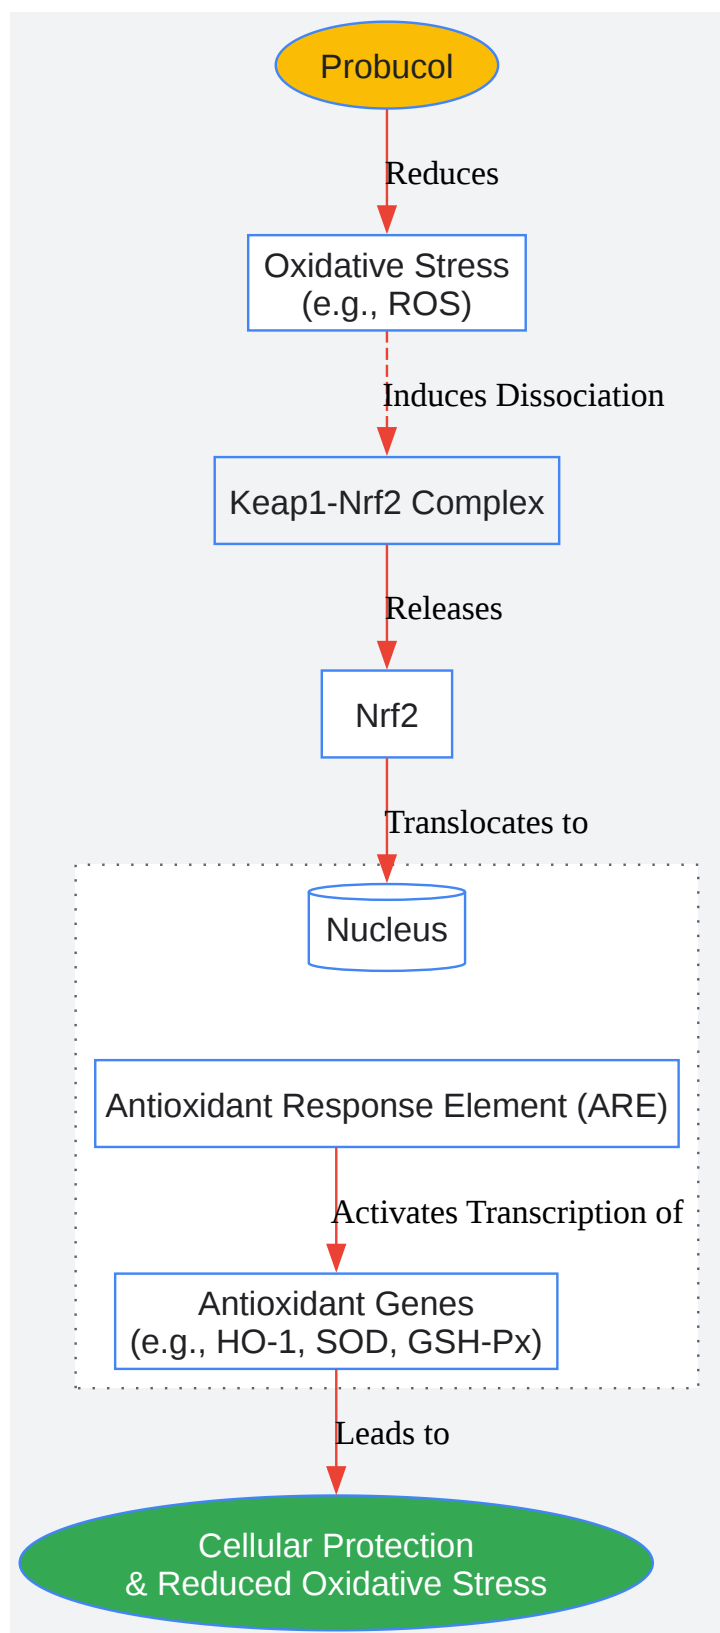 Probucol
Reduces
Oxidative Stress
(e.g., ROS)
Induces Dissociation
Keap1-Nrf2 Complex
Releases
Nrf2
Translocates to
Nucleus
Antioxidant Response Element (ARE)
Activates Transcription of
Antioxidant Genes
(e.g., HO-1, SOD, GSH-Px)
Leads to
Cellular Protection
& Reduced Oxidative Stress